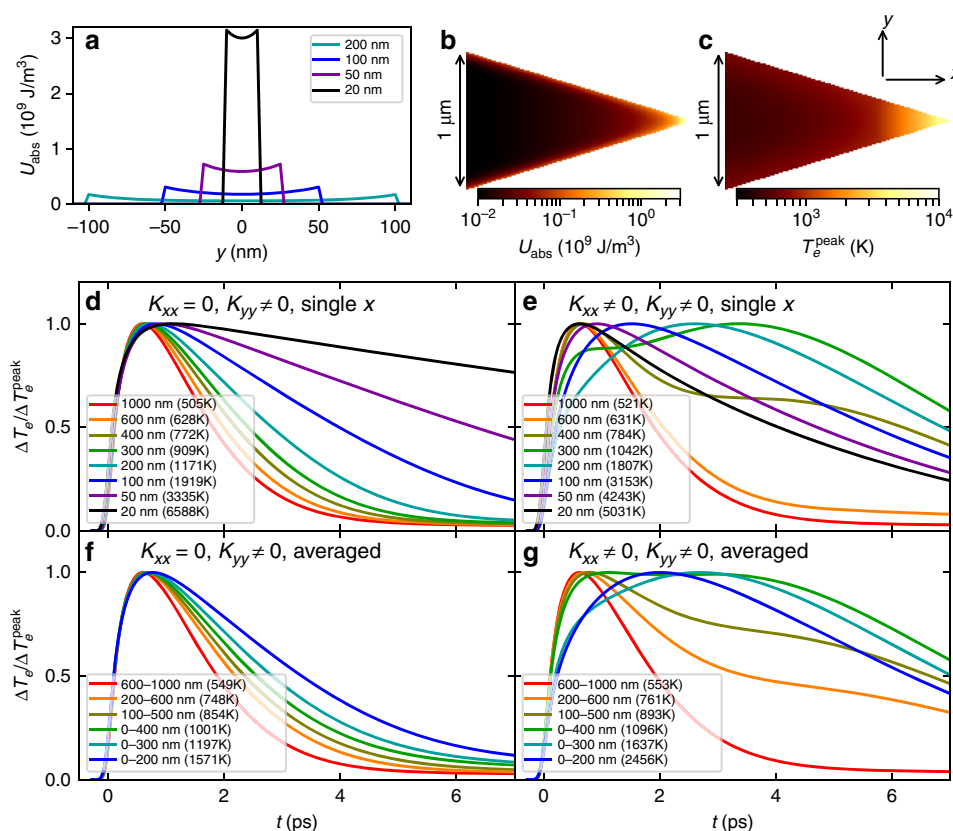 a
200 nm
100 nm
50 nm
20 nm
U_abs (10^9 J/m^3)
3
2
1
0
−100
−50
0
50
100
y (nm)
b
1 μm
10^−2
10^−1
10^0
U_abs (10^9 J/m^3)
c
y
1 μm
10^3
10^4
T_e^peak (K)
d
K_xx = 0, K_yy ≠ 0, single x
ΔT_e/ΔT_e^peak
1.0
0.5
0.0
1000 nm (505K)
600 nm (628K)
400 nm (772K)
300 nm (909K)
200 nm (1171K)
100 nm (1919K)
50 nm (3335K)
20 nm (6588K)
e
K_xx ≠ 0, K_yy ≠ 0, single x
1000 nm (521K)
600 nm (631K)
400 nm (784K)
300 nm (1042K)
200 nm (1807K)
100 nm (3153K)
50 nm (4243K)
20 nm (5031K)
f
K_xx = 0, K_yy ≠ 0, averaged
ΔT_e/ΔT_e^peak
1.0
0.5
0.0
600–1000 nm (549K)
200–600 nm (748K)
100–500 nm (854K)
0–400 nm (1001K)
0–300 nm (1197K)
0–200 nm (1571K)
0
2
4
6
t (ps)
g
K_xx ≠ 0, K_yy ≠ 0, averaged
600–1000 nm (553K)
200–600 nm (761K)
100–500 nm (893K)
0–400 nm (1096K)
0–300 nm (1637K)
0–200 nm (2456K)
0
2
4
6
t (ps)